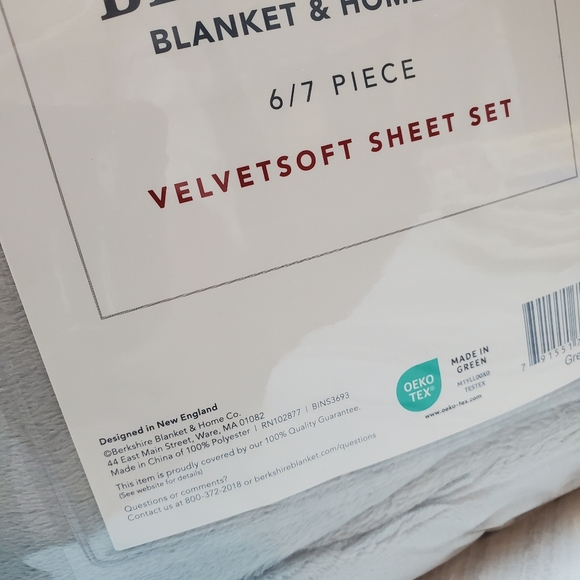 BLANKET & HOME
6/7 PIECE
VELVETSOFT SHEET SET
OEKO
TEX®
MADE IN
GREEN
TESTEX
www.oeko-tex.com
Designed in New England
©Berkshire Blanket & Home Co.
44 East Main Street, Ware, MA 01082
Made in China of 100% Polyester | RN102877 | BINS3693
This item is proudly covered by our 100% Quality Guarantee.
(See website for details)
Questions or comments?
Contact us at 800-372-2018 or berkshireblanket.com/questions